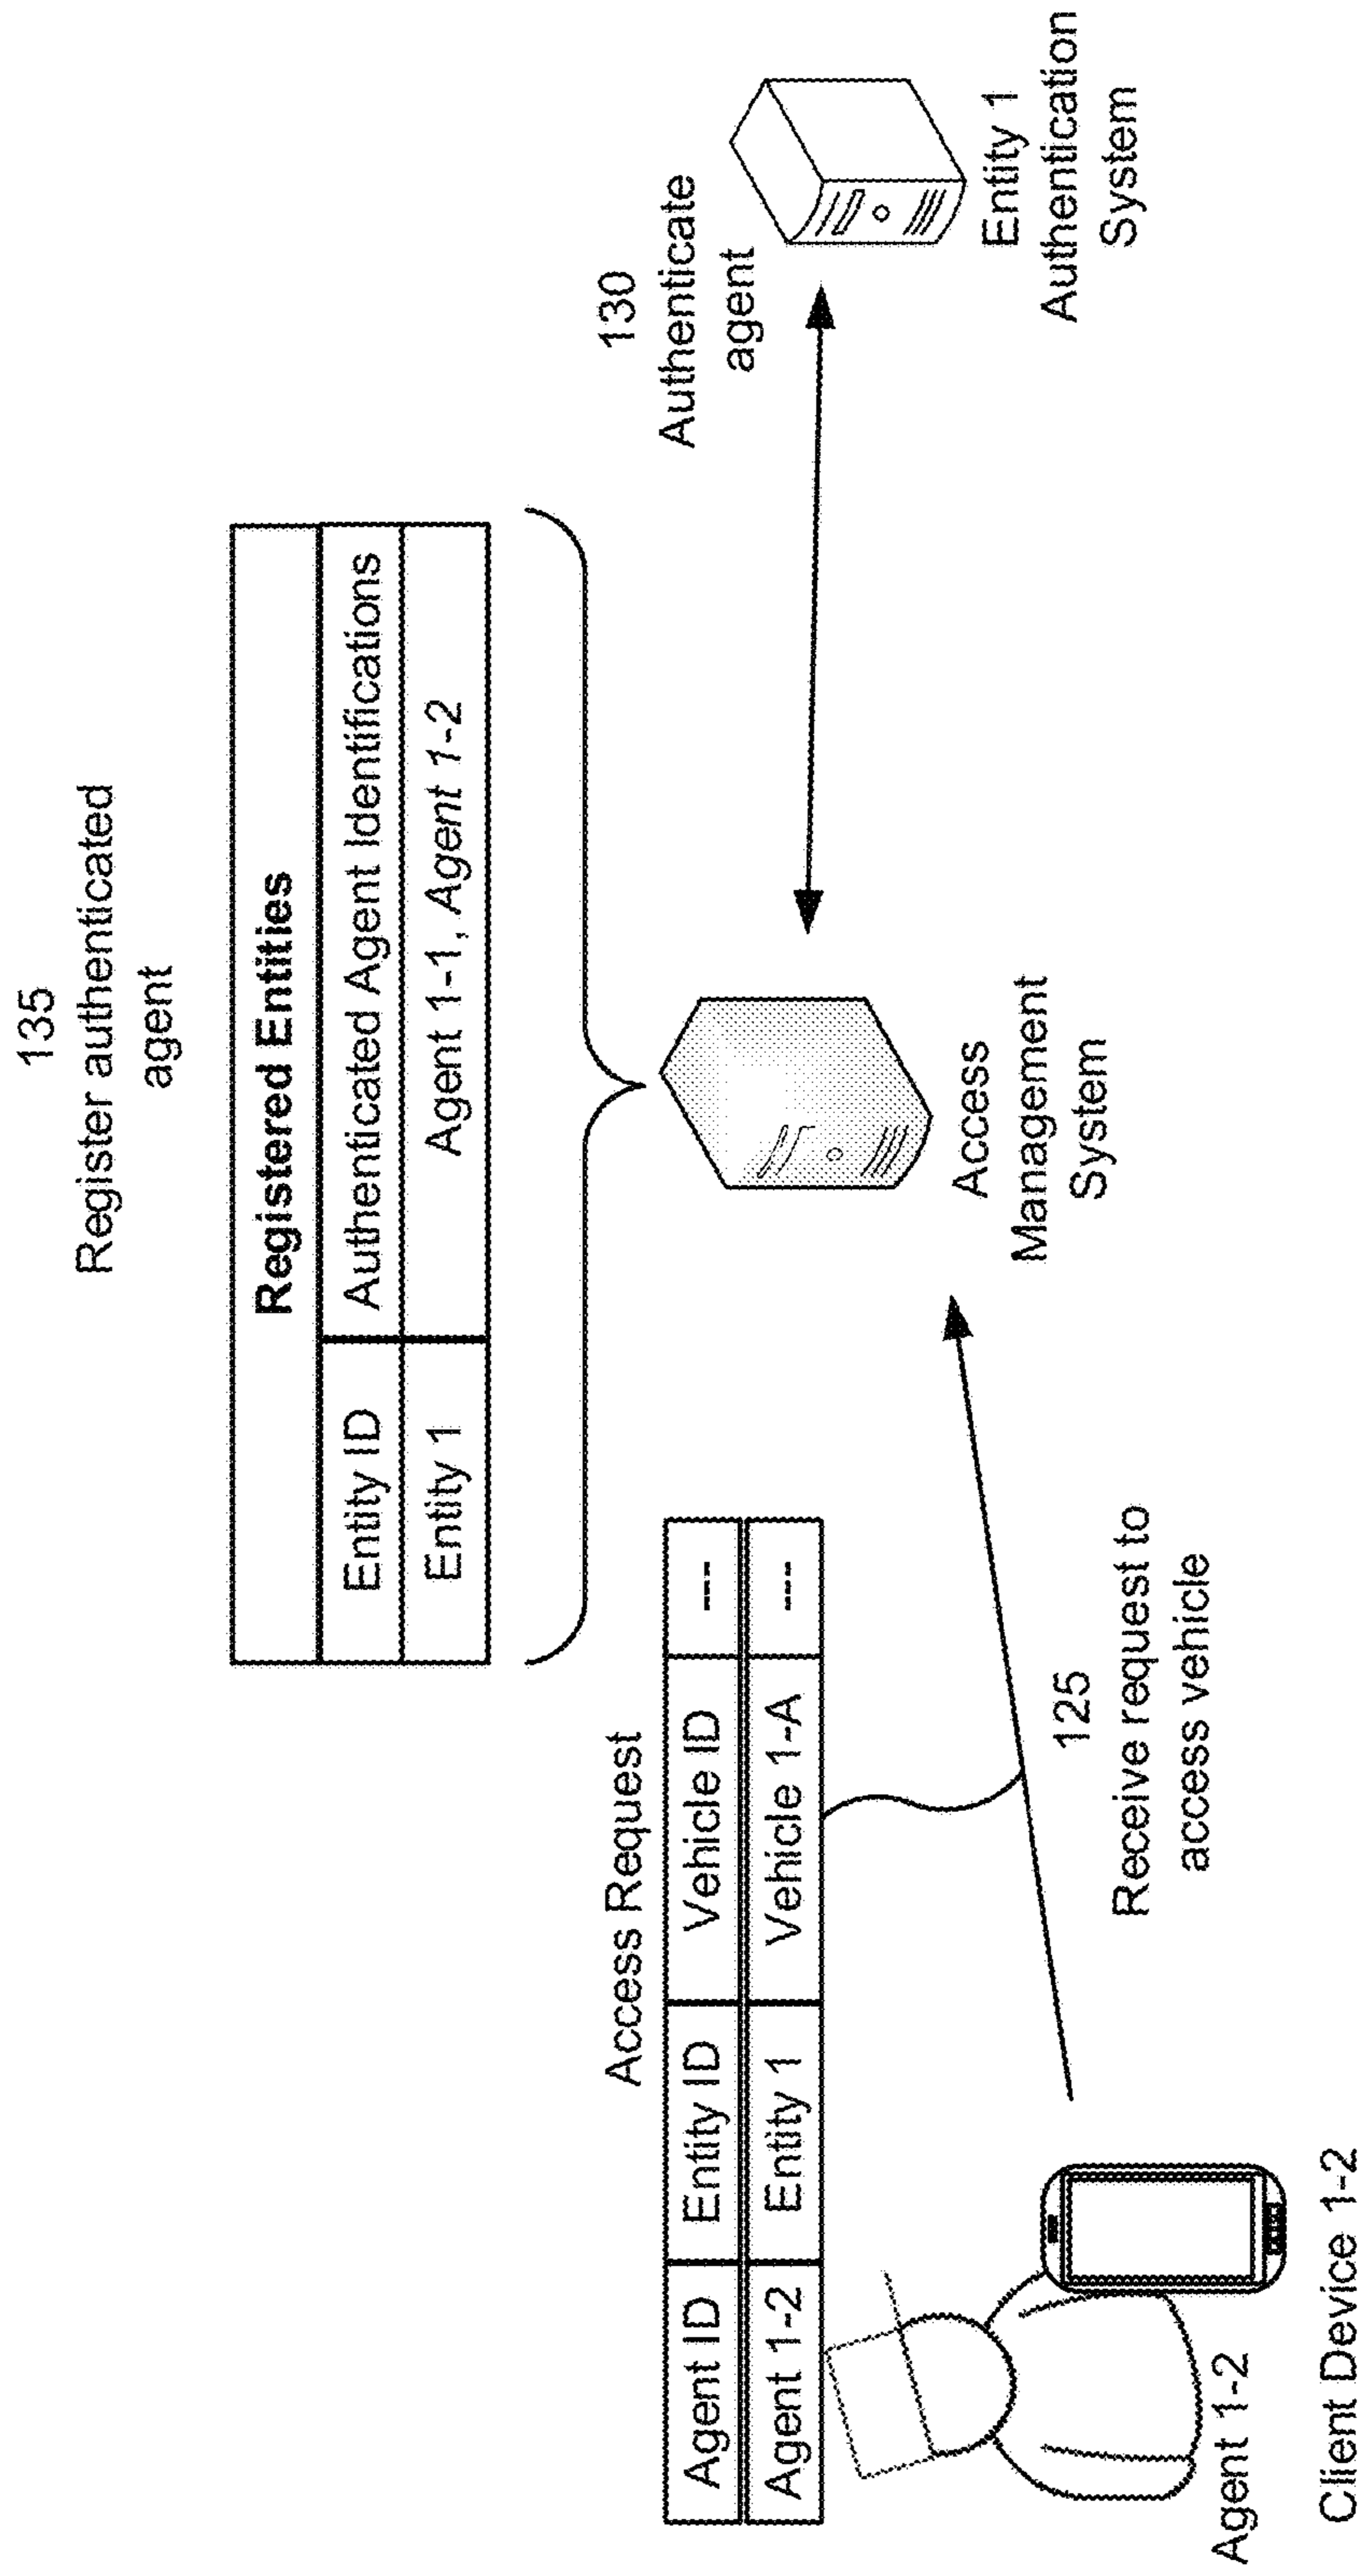 135
Register authenticated
agent
Registered Entities
Entity ID Authenticated Agent Identifications
Entity 1 Agent 1-1, Agent 1-2
Access Request
Agent ID Entity ID Vehicle ID ---
Agent 1-2 Entity 1 Vehicle 1-A ---
130
Authenticate
agent
125
Receive request to
access vehicle
Access
Management
System
Entity 1
Authentication
System
Agent 1-2
Client Device 1-2